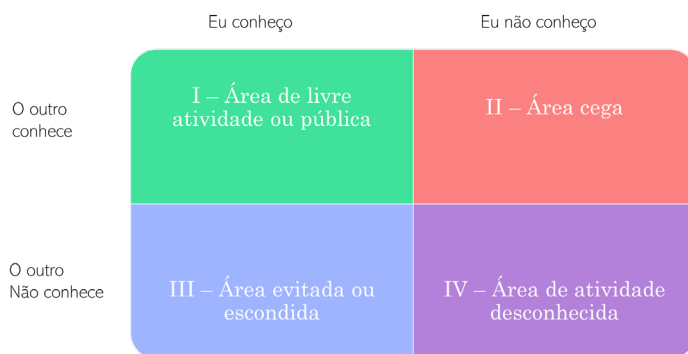 Eu conheço
Eu não conheço
O outro
conhece
I – Área de livre
atividade ou pública
II – Área cega
O outro
Não conhece
III – Área evitada ou
escondida
IV – Área de atividade
desconhecida